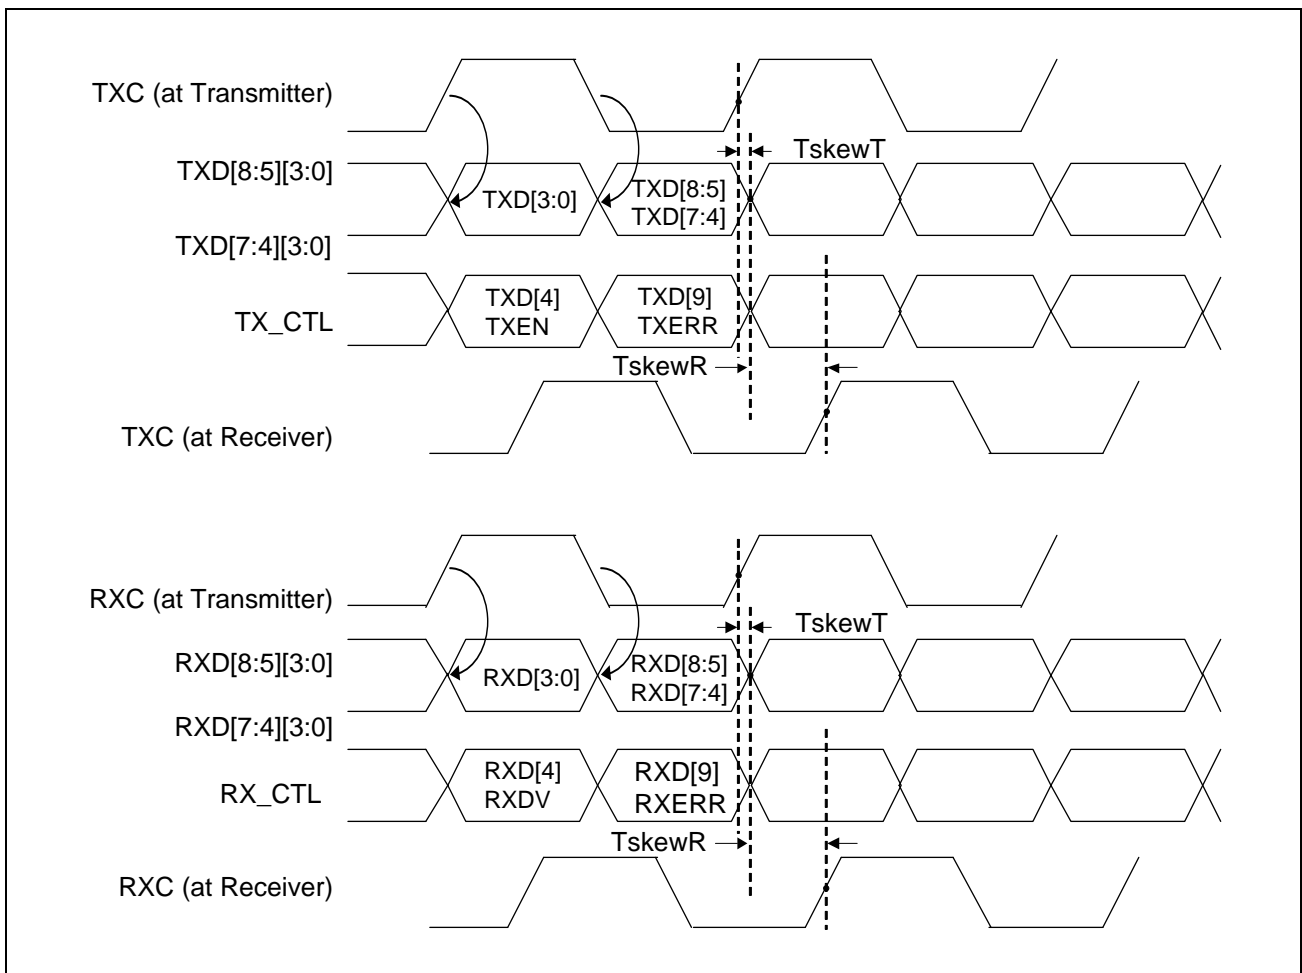 TXC (at Transmitter)
TskewT
TXD[8:5][3:0]
TXD[3:0]
TXD[8:5]
TXD[7:4]
TXD[7:4][3:0]
TXD[4]
TXEN
TXD[9]
TXERR
TX_CTL
TskewR
TXC (at Receiver)
RXC (at Transmitter)
TskewT
RXD[8:5][3:0]
RXD[3:0]
RXD[8:5]
RXD[7:4]
RXD[7:4][3:0]
RXD[4]
RXDV
RXD[9]
RXERR
RX_CTL
TskewR
RXC (at Receiver)